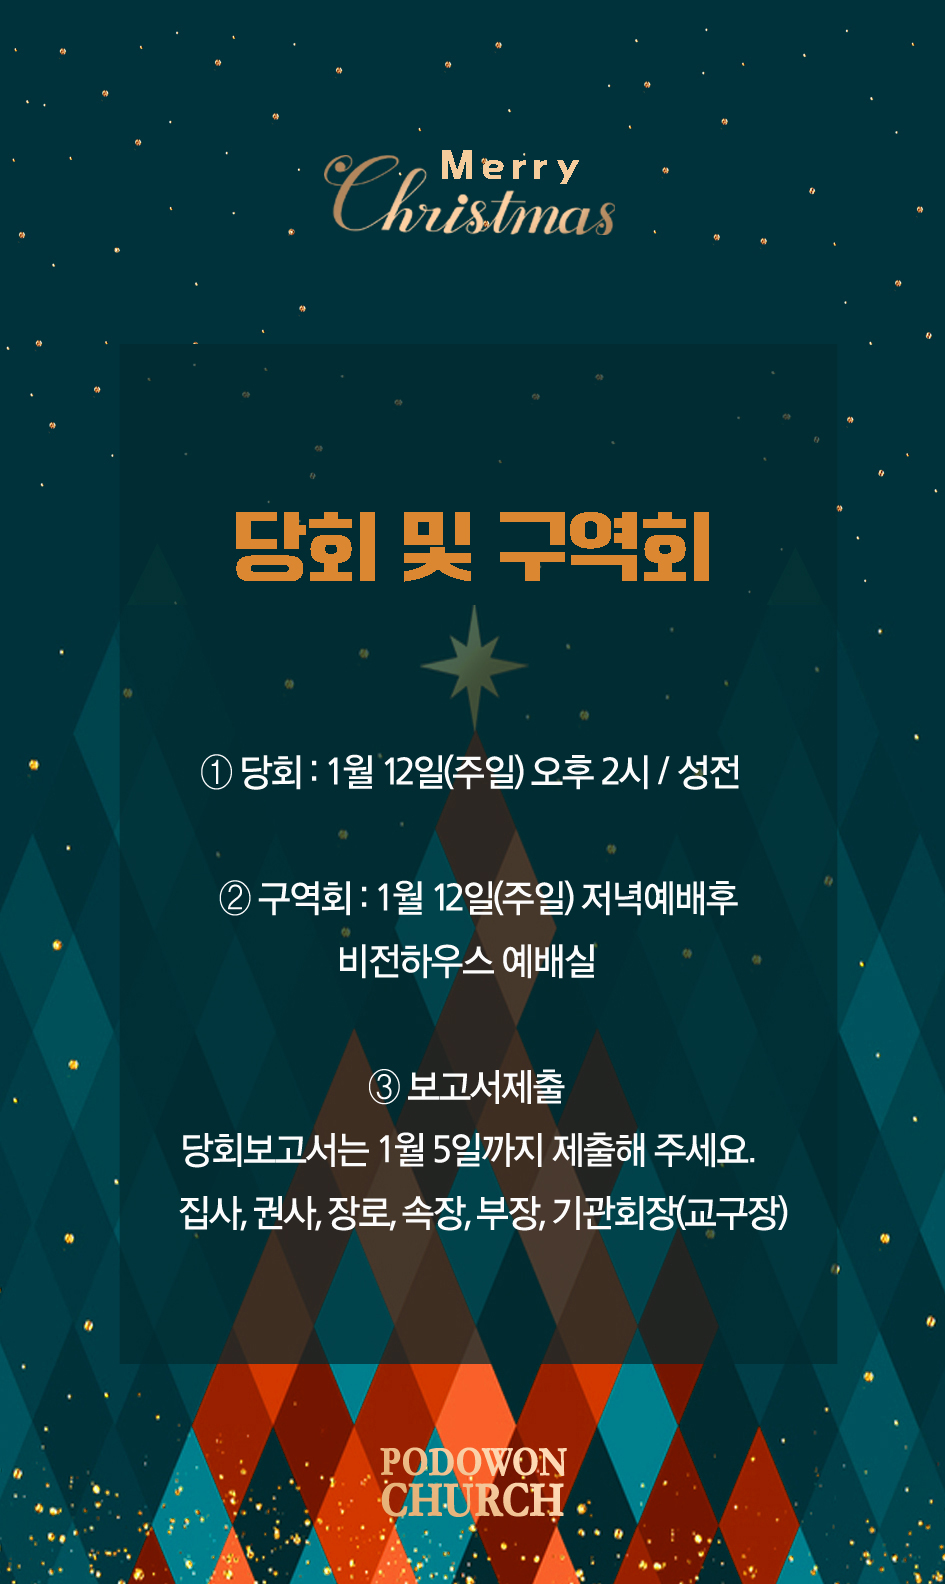 Merry
Christmas
당회 및 구역회
① 당회 : 1월 12일(주일) 오후 2시 / 성전
② 구역회 : 1월 12일(주일) 저녁예배후
비전하우스 예배실
③ 보고서제출
당회보고서는 1월 5일까지 제출해 주세요.
집사, 권사, 장로, 속장, 부장, 기관회장(교구장)
PODOWON
CHURCH